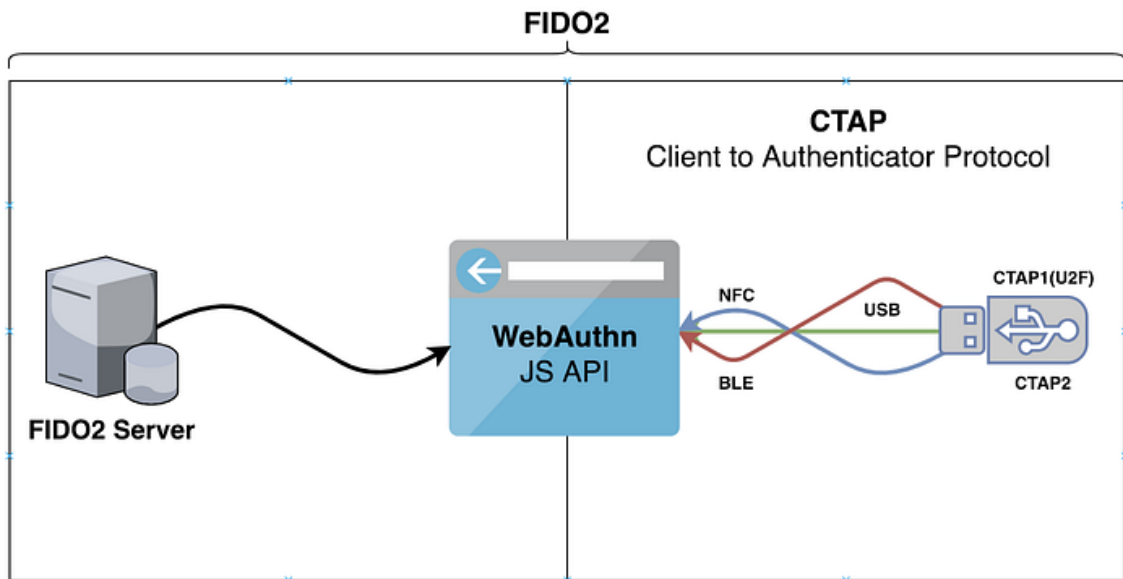 FIDO2
CTAP
Client to Authenticator Protocol
NFC
USB
CTAP1(U2F)
WebAuthn
JS API
BLE
CTAP2
FIDO2 Server